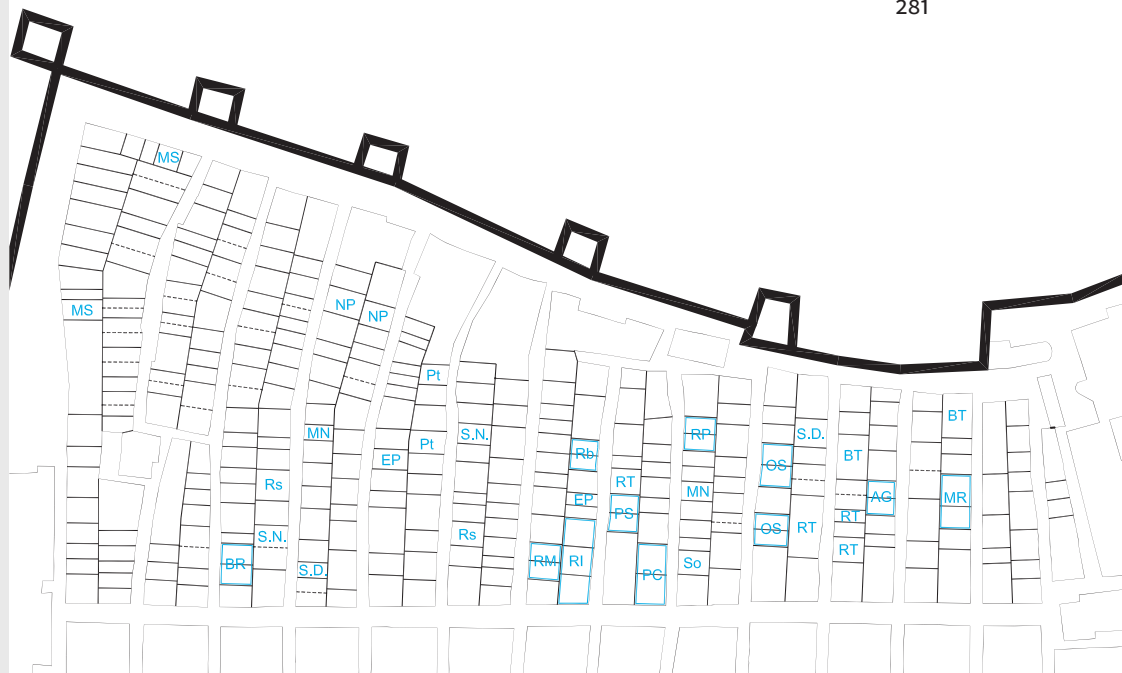 281
MS
MS
NP
NP
Pt
Pt
MN
S.N.
EP
Rs
S.N.
Rs
BR
S.D.
Rb
EP
RT
PS
RM
RI
PC
RP
MN
So
S.D.
OS
OS
RT
BT
BT
AG
MR
RT
RT